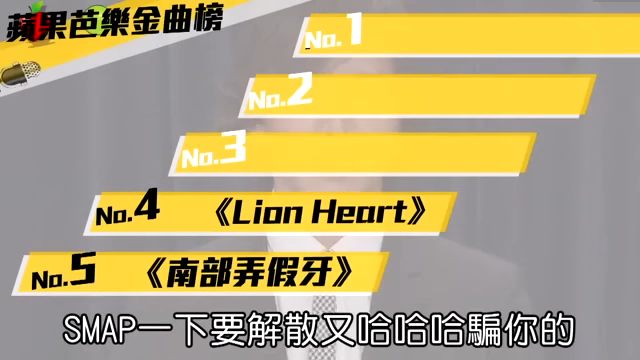 蘋果芭樂金曲榜
No.1
No.2
No.3
No.4 《Lion Heart》
No.5 《南部弄假牙》
SMAP一下要解散又哈哈哈騙你的